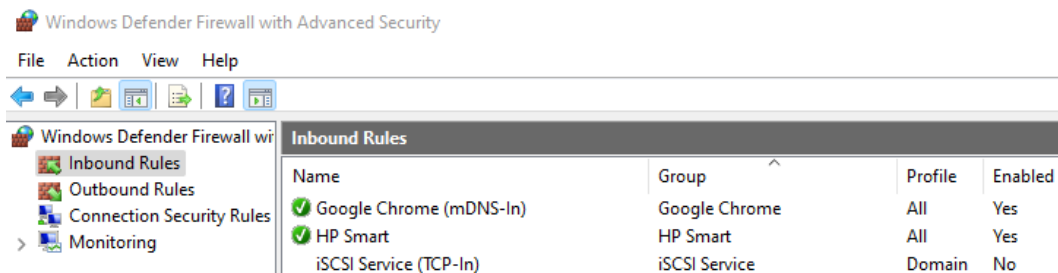 Windows Defender Firewall with Advanced Security
File Action View Help
Windows Defender Firewall wit
Inbound Rules
Outbound Rules
Connection Security Rules
Monitoring
Inbound Rules
Name Group Profile Enabled
Google Chrome (mDNS-In) Google Chrome All Yes
HP Smart HP Smart All Yes
iSCSI Service (TCP-In) iSCSI Service Domain No